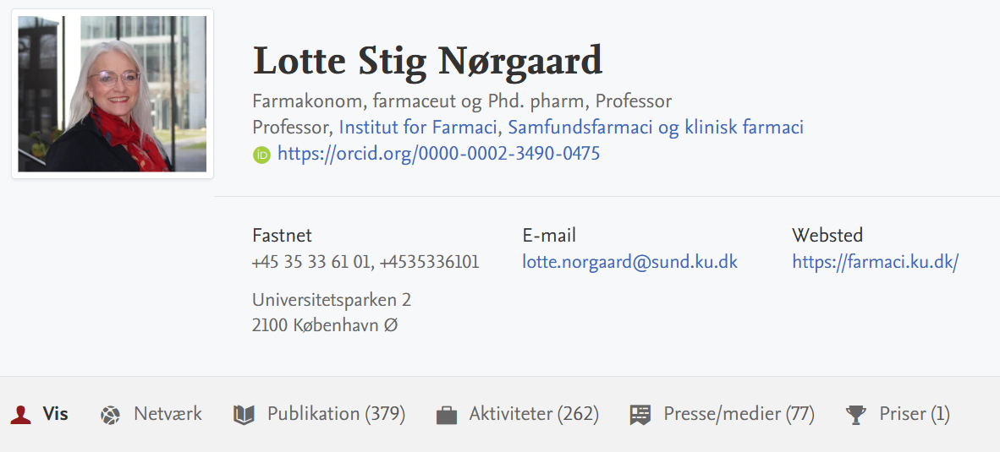 Lotte Stig Nørgaard
Farmakonom, farmaceut og Phd. pharm, Professor
Professor, Institut for Farmaci, Samfundsfarmaci og klinisk farmaci
iD https://orcid.org/0000-0002-3490-0475
Fastnet
+45 35 33 61 01, +4535336101
Universitetsparken 2
2100 København Ø
E-mail
lotte.norgaard@sund.ku.dk
Websted
https://farmaci.ku.dk/
Vis
Netværk
Publikation (379)
Aktiviteter (262)
Presse/medier (77)
Priser (1)